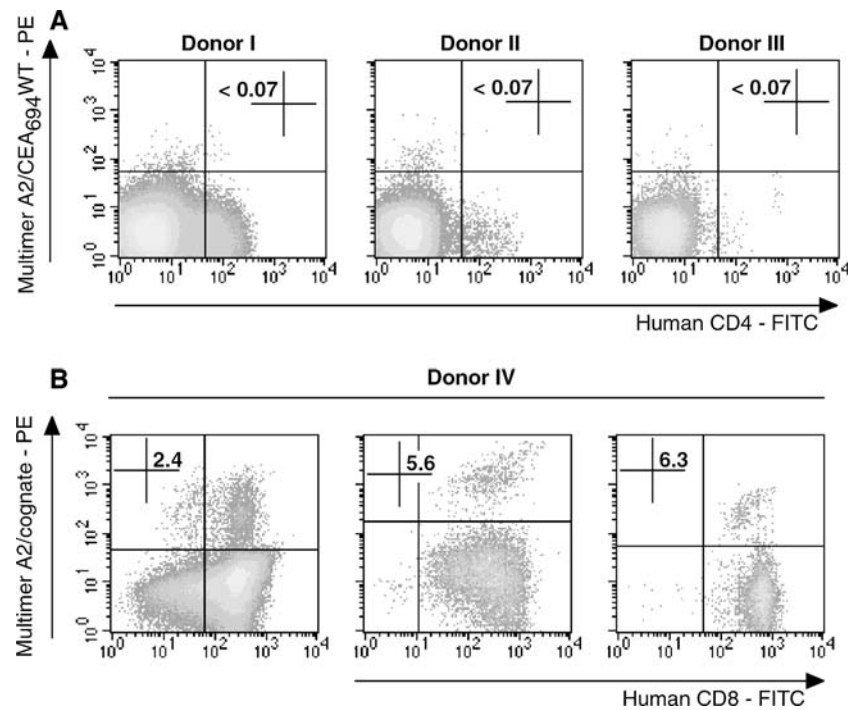 A
Donor I
Donor II
Donor III
Multimer A2/CEA694WT - PE
10^4
10^3
10^2
10^1
10^0
< 0.07
< 0.07
< 0.07
10^0 10^1 10^2 10^3 10^4
10^0 10^1 10^2 10^3 10^4
10^0 10^1 10^2 10^3 10^4
Human CD4 - FITC
B
Donor IV
Multimer A2/cognate - PE
10^4
10^3
10^2
10^1
10^0
2.4
5.6
6.3
10^0 10^1 10^2 10^3 10^4
10^0 10^1 10^2 10^3 10^4
10^0 10^1 10^2 10^3 10^4
Human CD8 - FITC